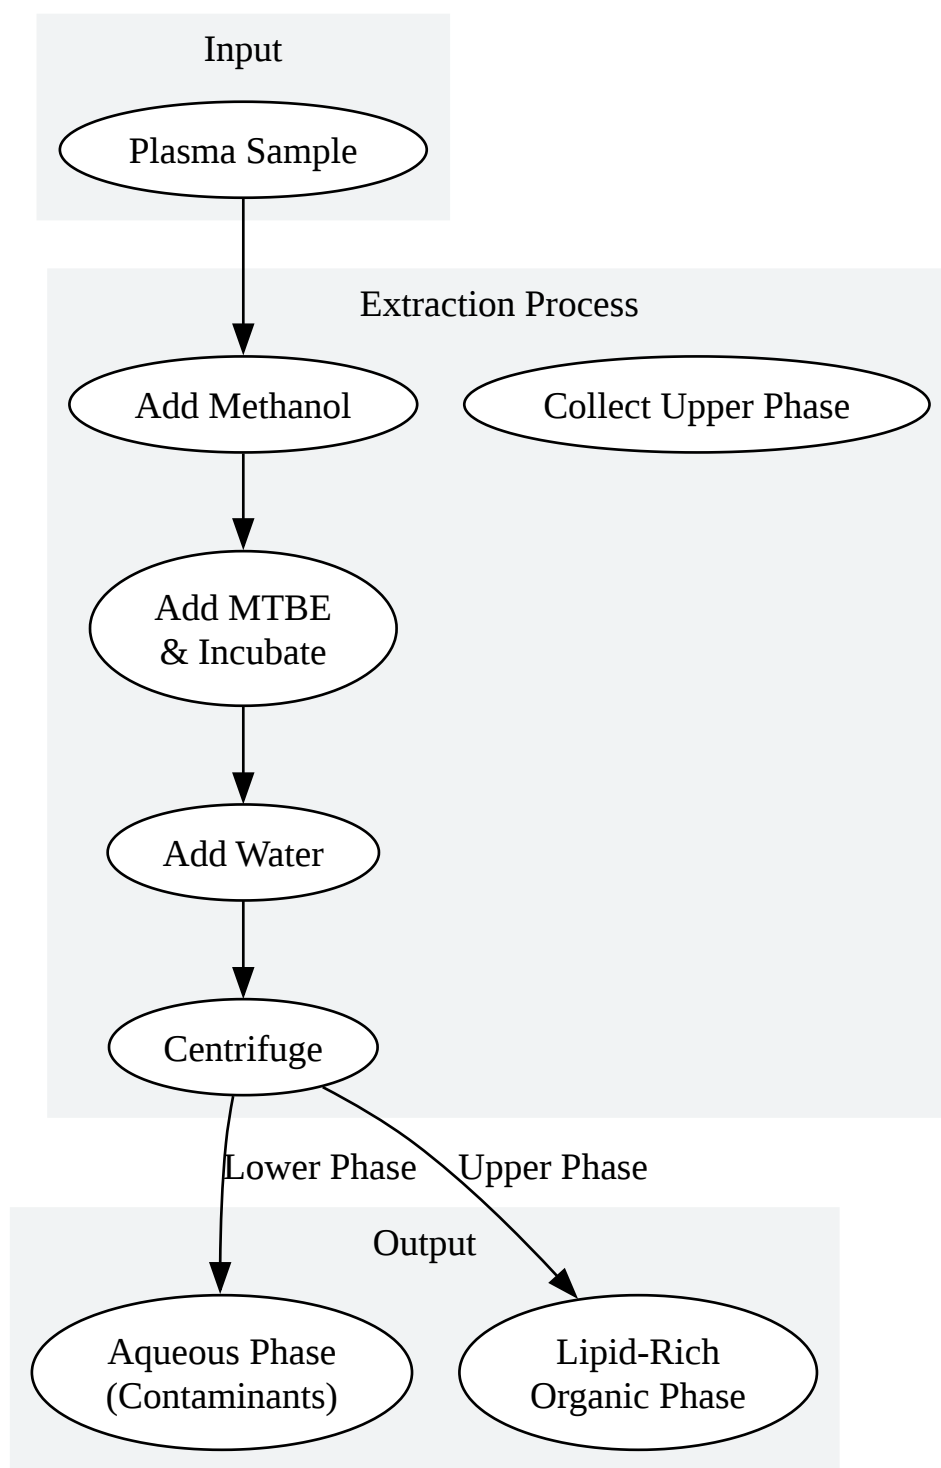 Input
Plasma Sample
Extraction Process
Add Methanol
Collect Upper Phase
Add MTBE
& Incubate
Add Water
Centrifuge
Lower Phase
Upper Phase
Output
Aqueous Phase
(Contaminants)
Lipid-Rich
Organic Phase